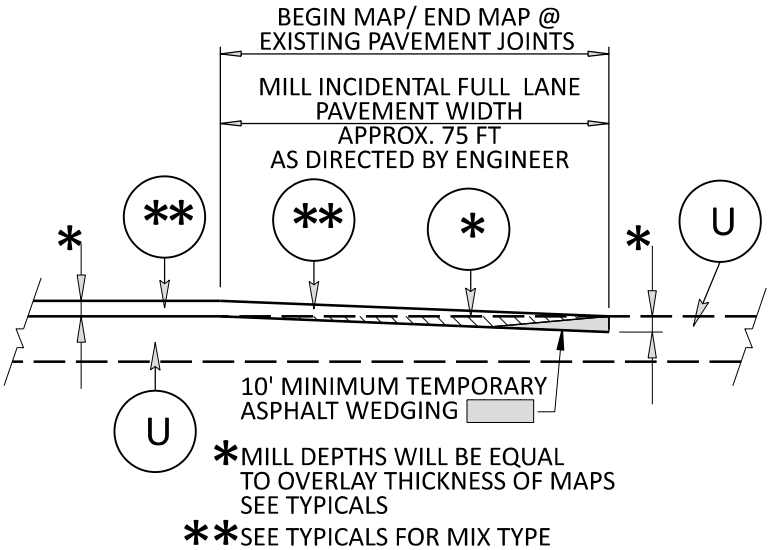 BEGIN MAP/ END MAP @
EXISTING PAVEMENT JOINTS
MILL INCIDENTAL FULL LANE
PAVEMENT WIDTH
APPROX. 75 FT
AS DIRECTED BY ENGINEER
** ** *
* * U
10' MINIMUM TEMPORARY
ASPHALT WEDGING
U
*MILL DEPTHS WILL BE EQUAL
TO OVERLAY THICKNESS OF MAPS
SEE TYPICALS
**SEE TYPICALS FOR MIX TYPE